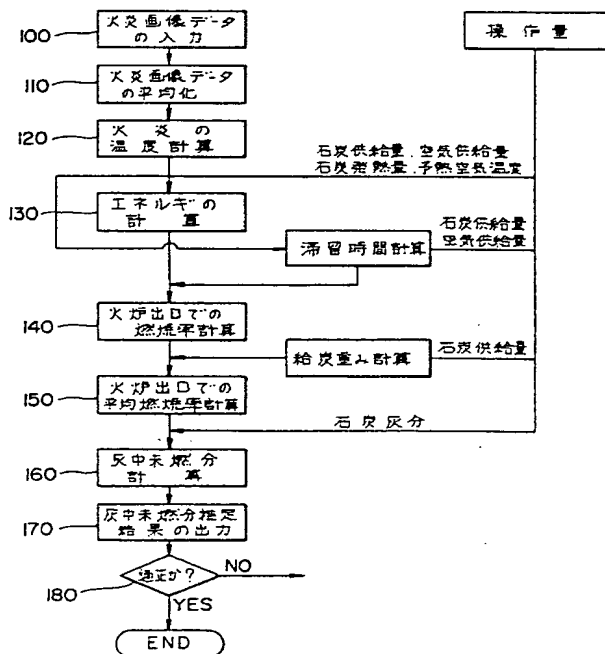 100
火炎画像データ
の入力
操作量
110
火炎画像データ
の平均化
120
火炎の
温度計算
石炭供給量、空気供給量
石炭発熱量、予熱空気温度
130
エネルギの
計算
滞留時間計算
石炭供給量
空気供給量
140
火炉出口での
燃焼率計算
給炭重み計算
石炭供給量
150
火炉出口での
平均燃焼率計算
石炭灰分
160
灰中未燃分
計算
170
灰中未燃分推定
結果の出力
180
適正か?
NO
YES
END